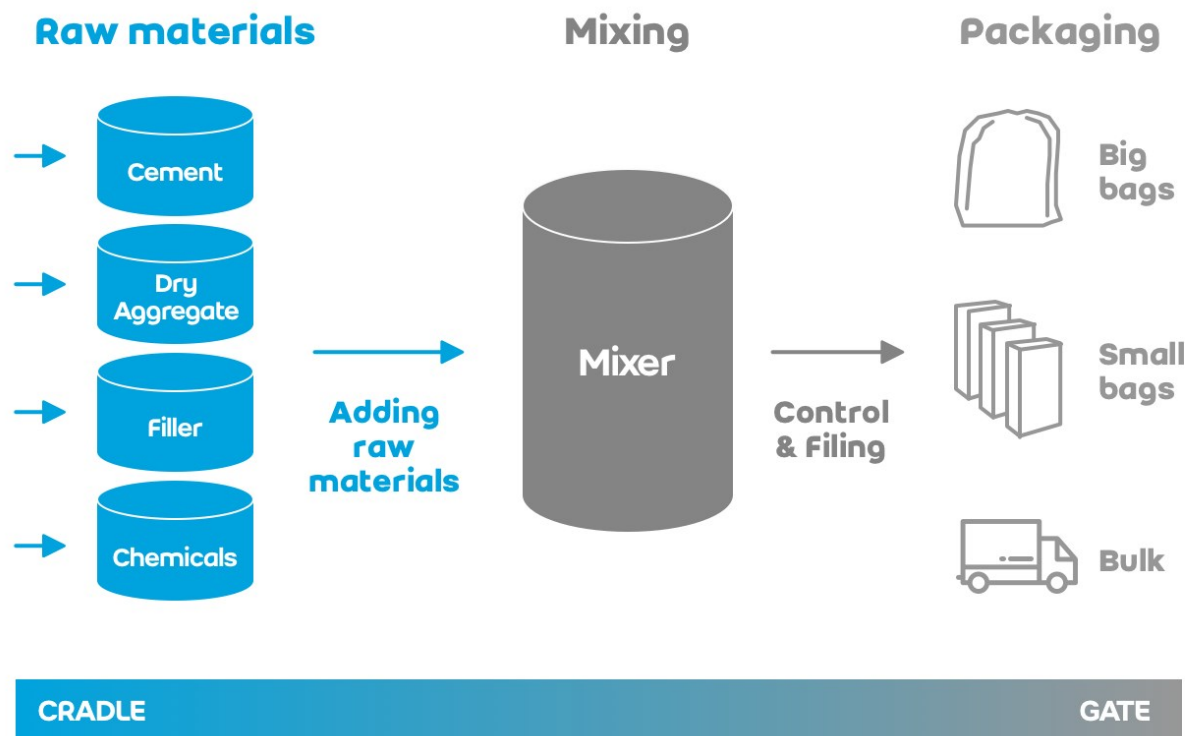 Raw materials
Mixing
Packaging
Cement
Dry
Aggregate
Filler
Chemicals
Adding
raw
materials
Mixer
Control
& Filing
Big
bags
Small
bags
Bulk
CRADLE
GATE